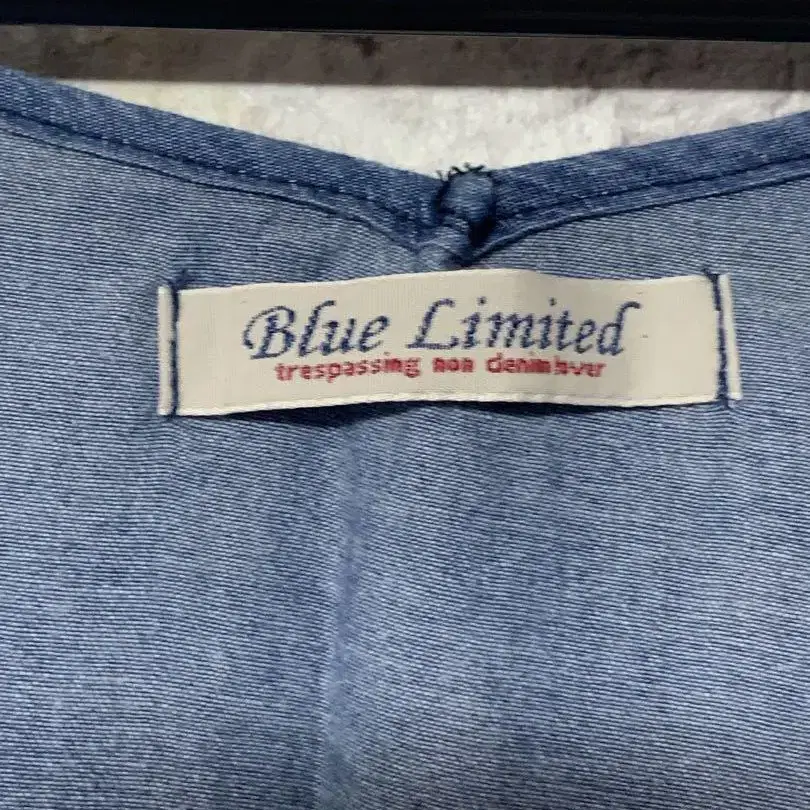 Blue Limited
trespassing non denim